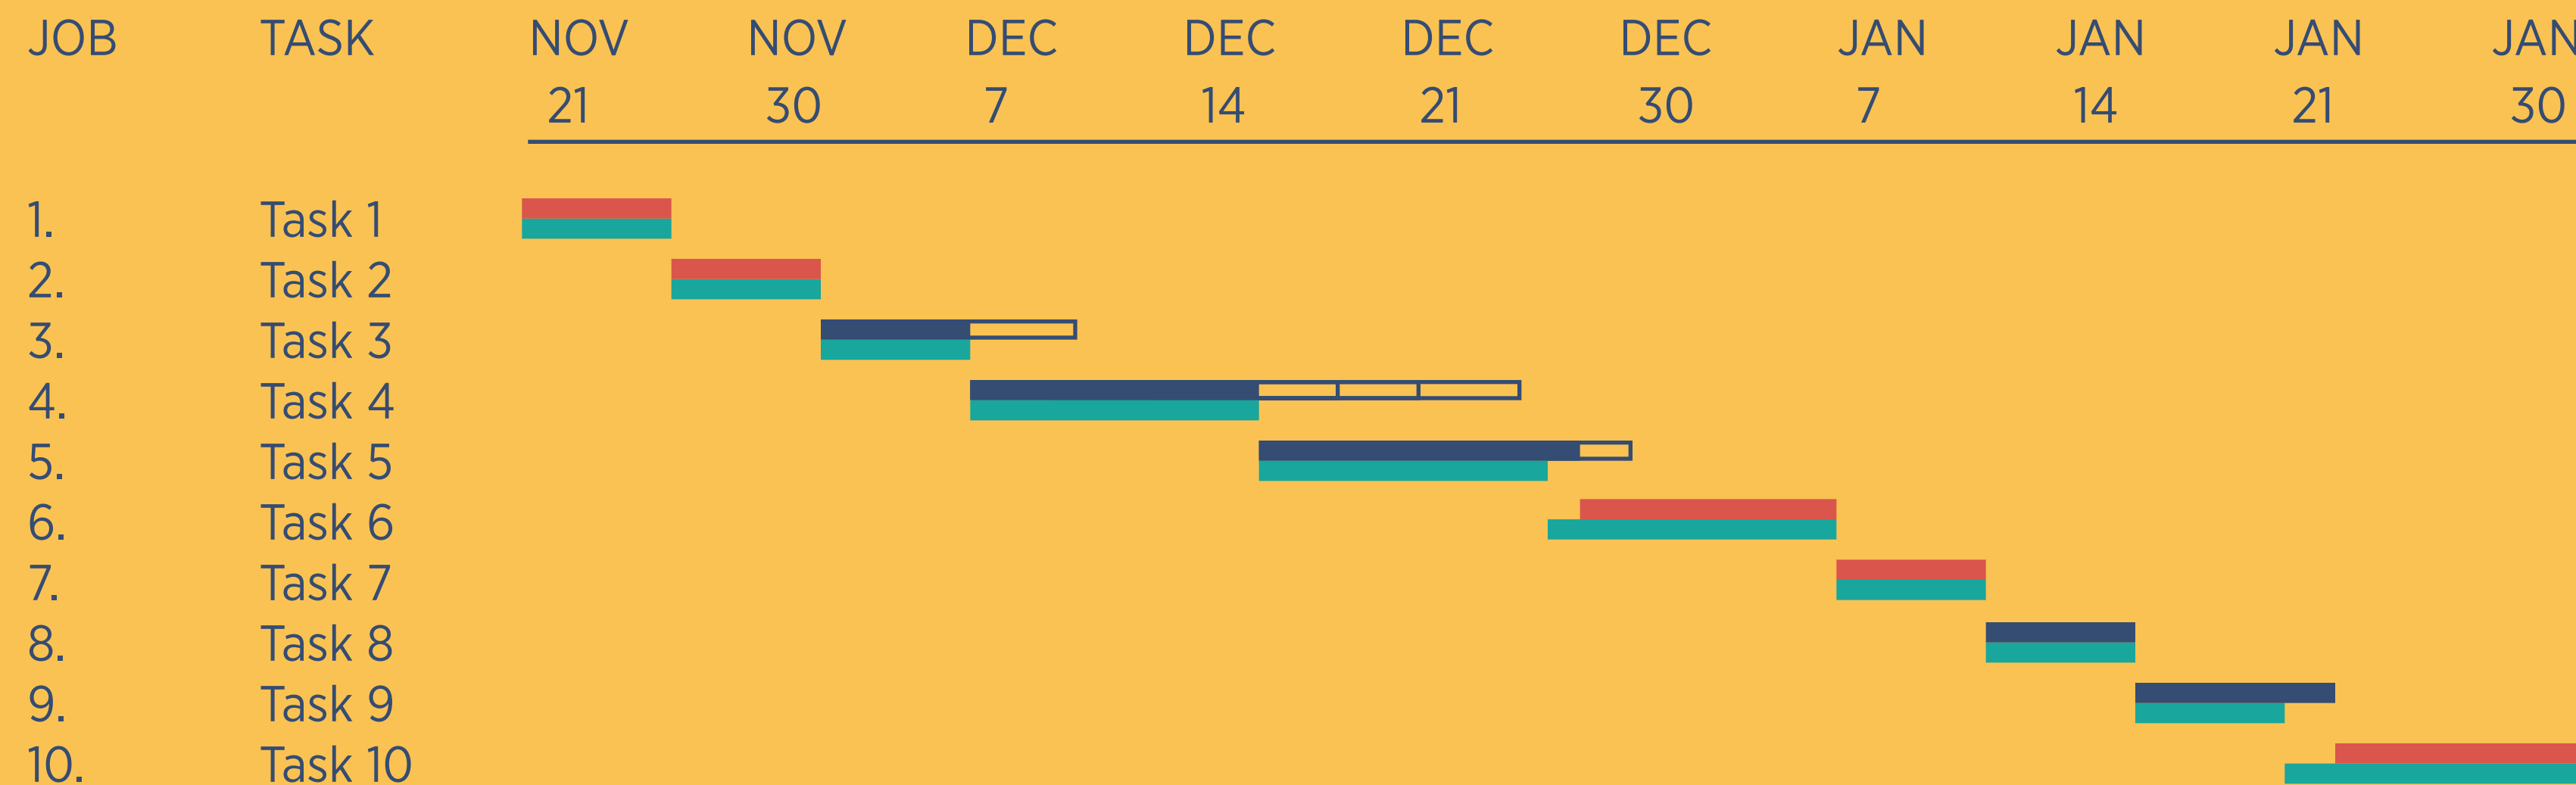 JOB TASK NOV NOV DEC DEC DEC DEC JAN JAN JAN JAN
21 30 7 14 21 30 7 14 21 30
1. Task 1
2. Task 2
3. Task 3
4. Task 4
5. Task 5
6. Task 6
7. Task 7
8. Task 8
9. Task 9
10. Task 10